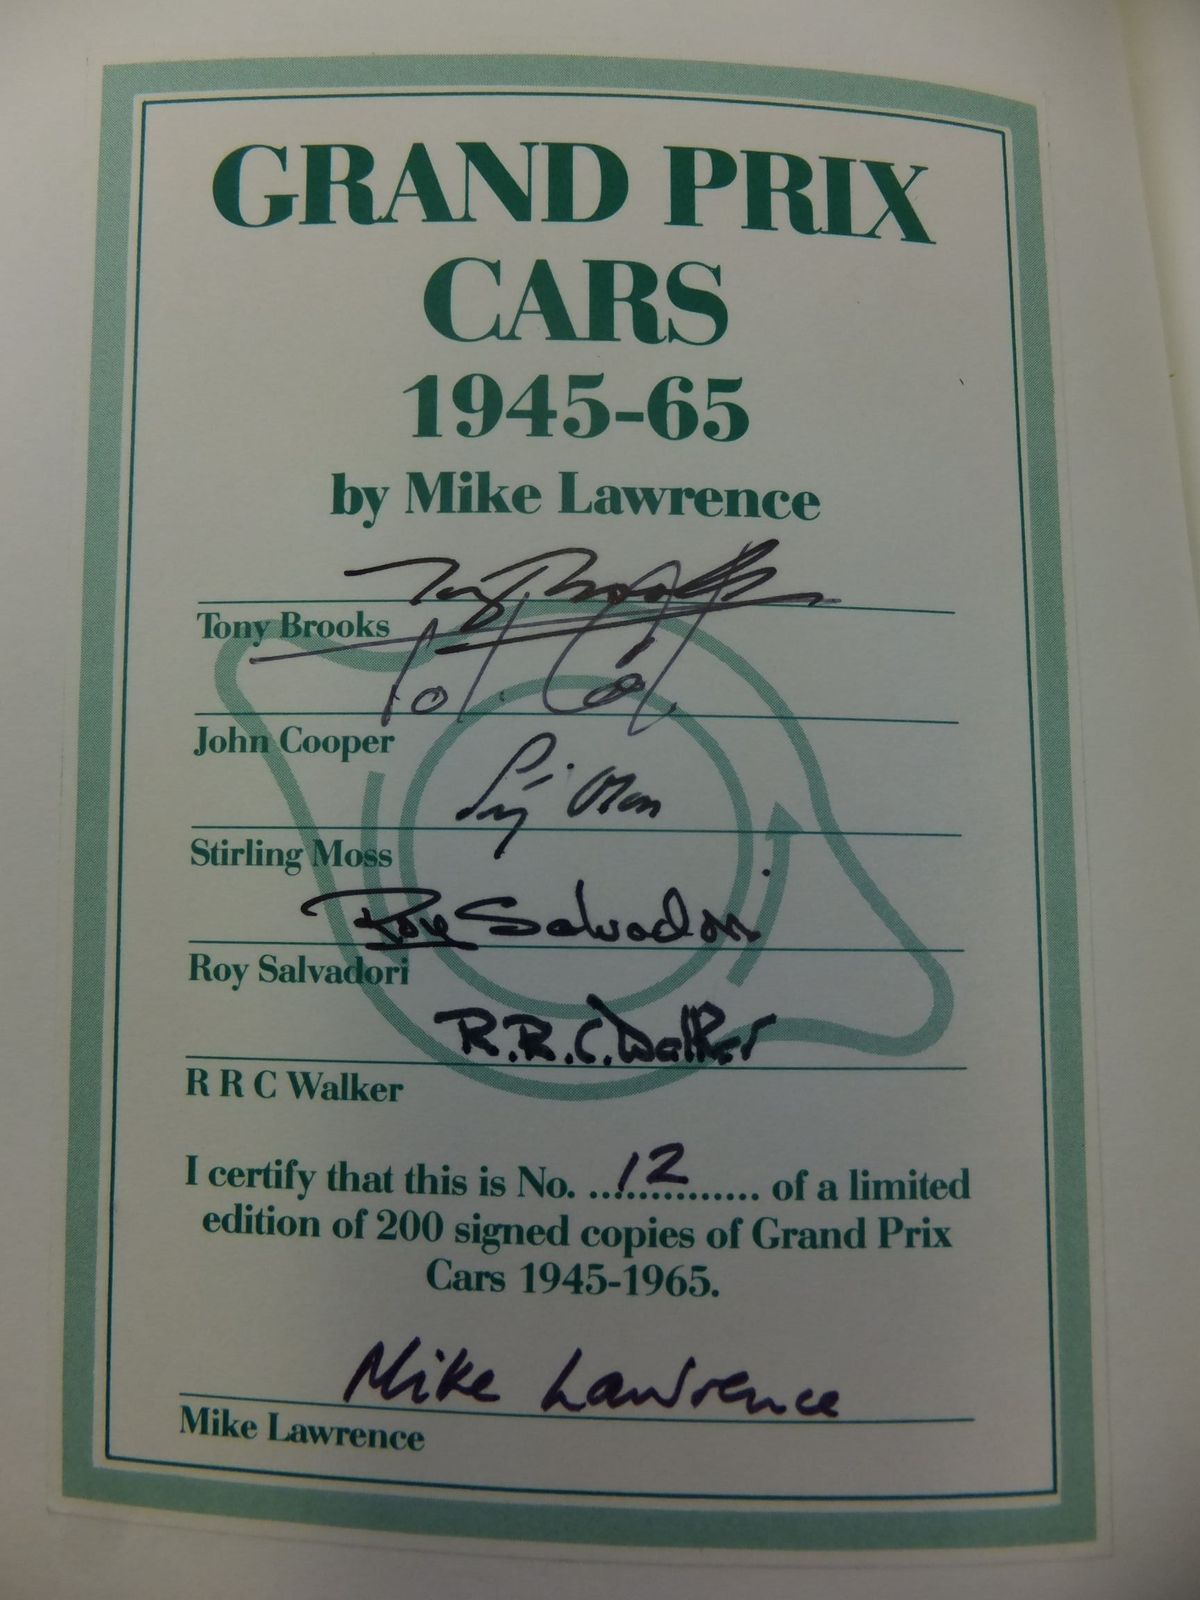 GRAND PRIX
CARS
1945-65
by Mike Lawrence
Tony Brooks
Tony Brooks
John Cooper
Stirling Moss
Roy Salvadori
Roy Salvadori
R.R.C. Walker
R R C Walker
I certify that this is No. ..12.............. of a limited
edition of 200 signed copies of Grand Prix
Cars 1945-1965.
Mike Lawrence
Mike Lawrence